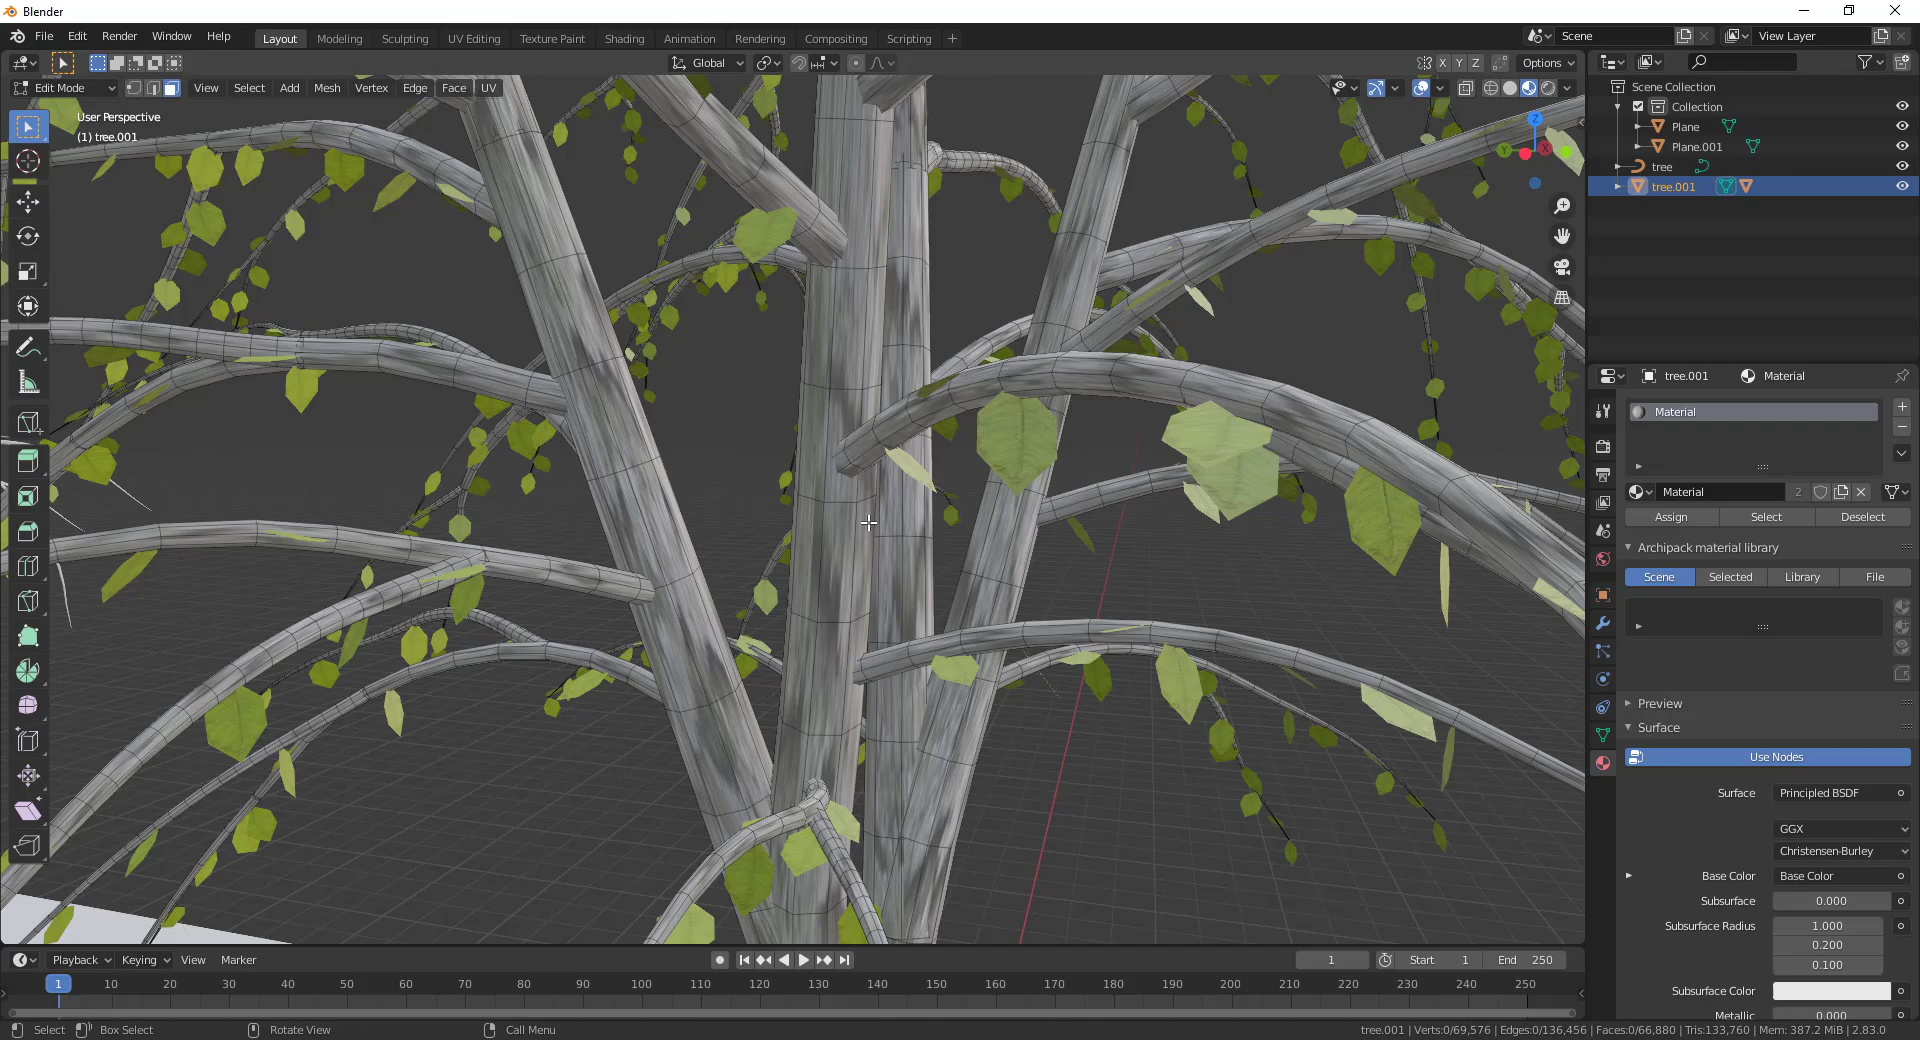 Blender
File Edit Render Window Help
Layout Modeling Sculpting UV Editing Texture Paint Shading Animation Rendering Compositing Scripting +
Scene
View Layer
Global
X Y Z
Options
Edit Mode
View Select Add Mesh Vertex Edge Face UV
User Perspective
(1) tree.001
Z
Y
X
Scene Collection
Collection
Plane
Plane.001
tree
tree.001
tree.001 Material
Material
Material 2
Assign Select Deselect
Archipack material library
Scene Selected Library File
Preview
Surface
Use Nodes
Surface Principled BSDF
GGX
Christensen-Burley
Base Color Base Color
Subsurface 0.000
Subsurface Radius 1.000
0.200
0.100
Subsurface Color
Metallic 0.000
Playback Keying View Marker
1 Start 1 End 250
1 10 20 30 40 50 60 70 80 90 100 110 120 130 140 150 160 170 180 190 200 210 220 230 240 250
Select Box Select Rotate View Call Menu
tree.001 | Verts:0/69,576 | Edges:0/136,456 | Faces:0/66,880 | Tris:133,760 | Mem: 387.2 MiB | 2.83.0